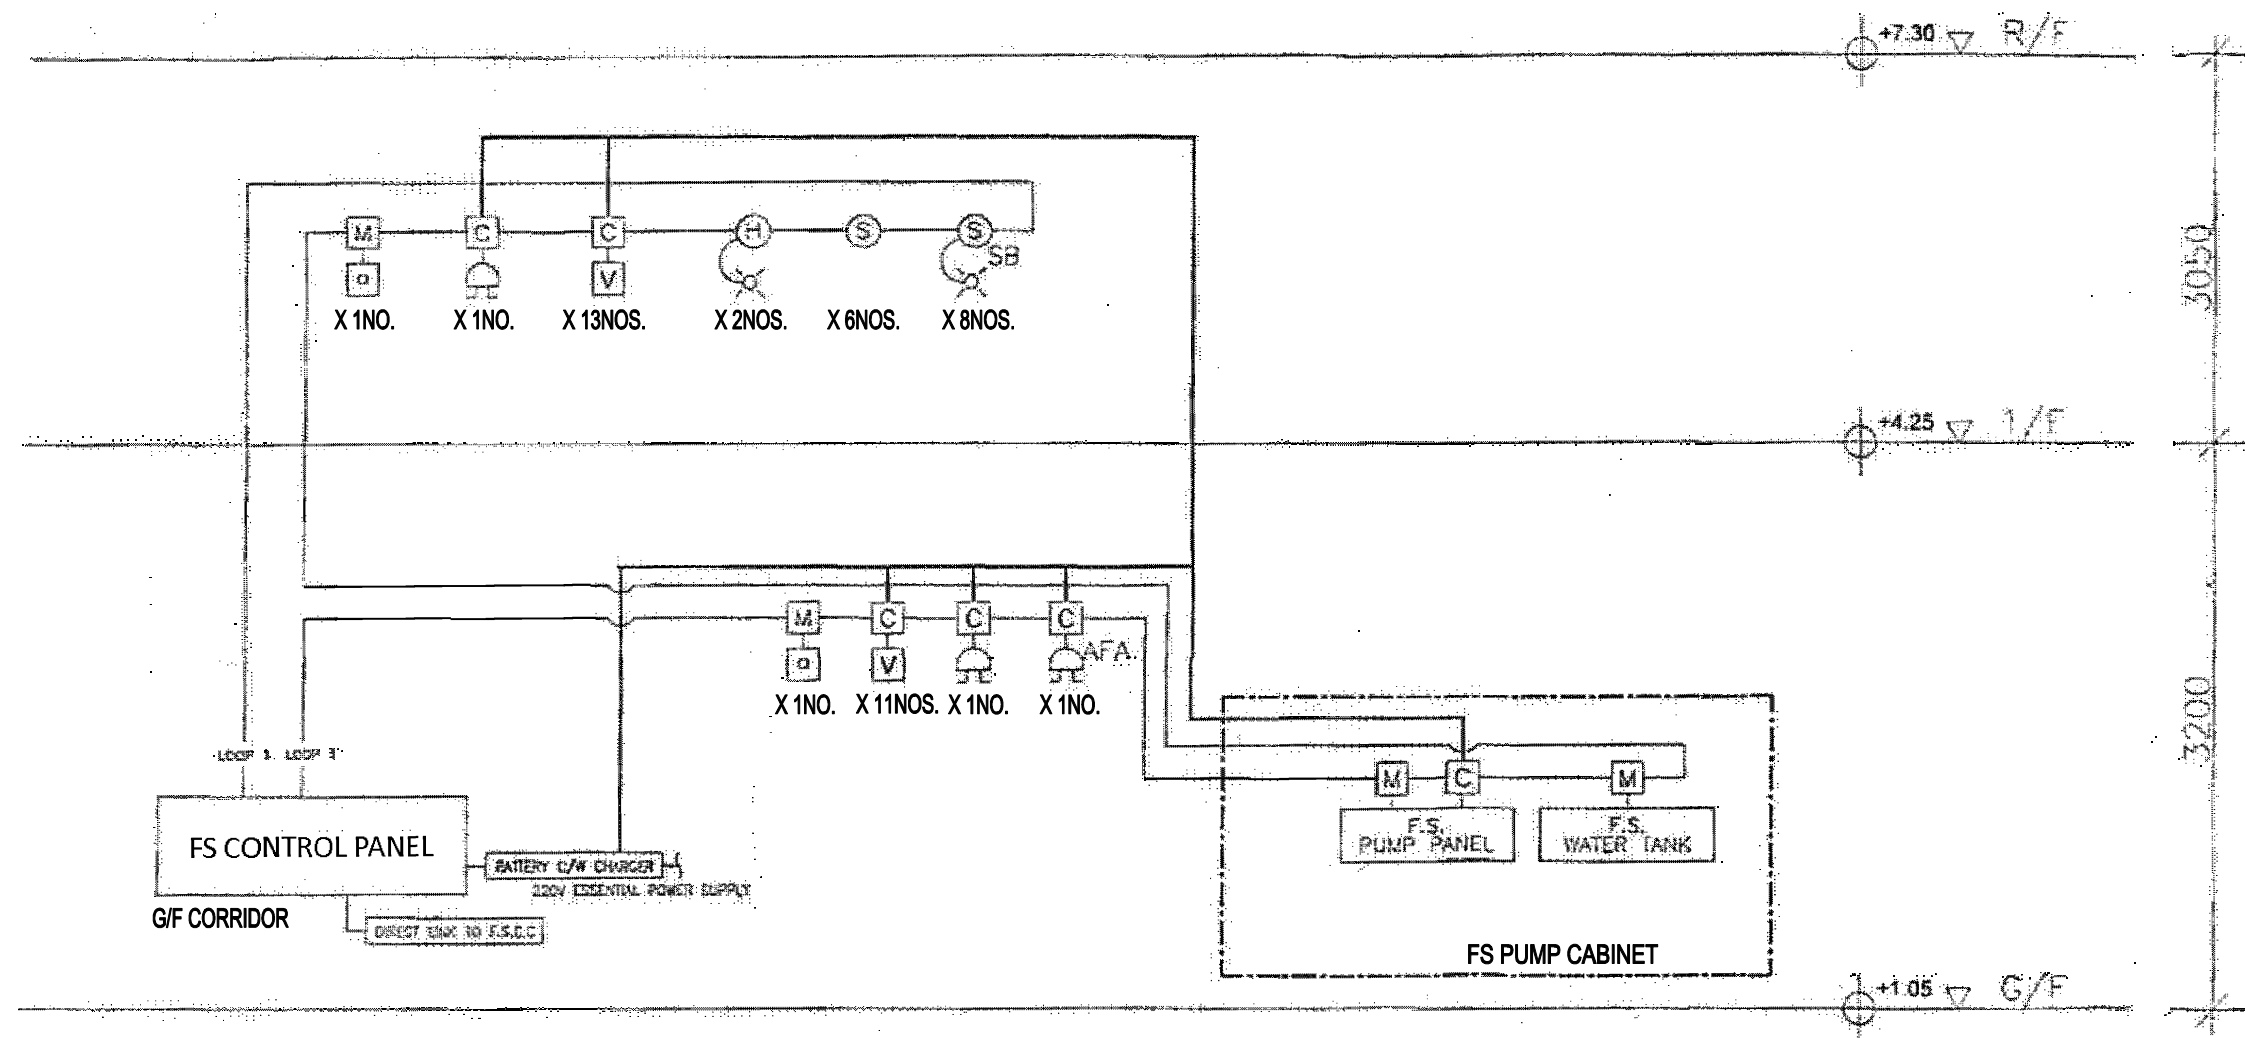 +7.30 R/F
M C C H S S
SB
a V
X 1NO. X 1NO. X 13NOS. X 2NOS. X 6NOS. X 8NOS.
3050
+4.25 1/F
M C C C
a V AFA.
X 1NO. X 11NOS. X 1NO. X 1NO.
3200
LOOP LOOP
M C M
FS CONTROL PANEL
F.S.
PUMP PANEL
F.S.
WATER TANK
BATTERY C/W CHARGER
220V ESSENTIAL POWER SUPPLY
G/F CORRIDOR
DIRECT LINK TO F.S.C.C
FS PUMP CABINET
+1.05 G/F